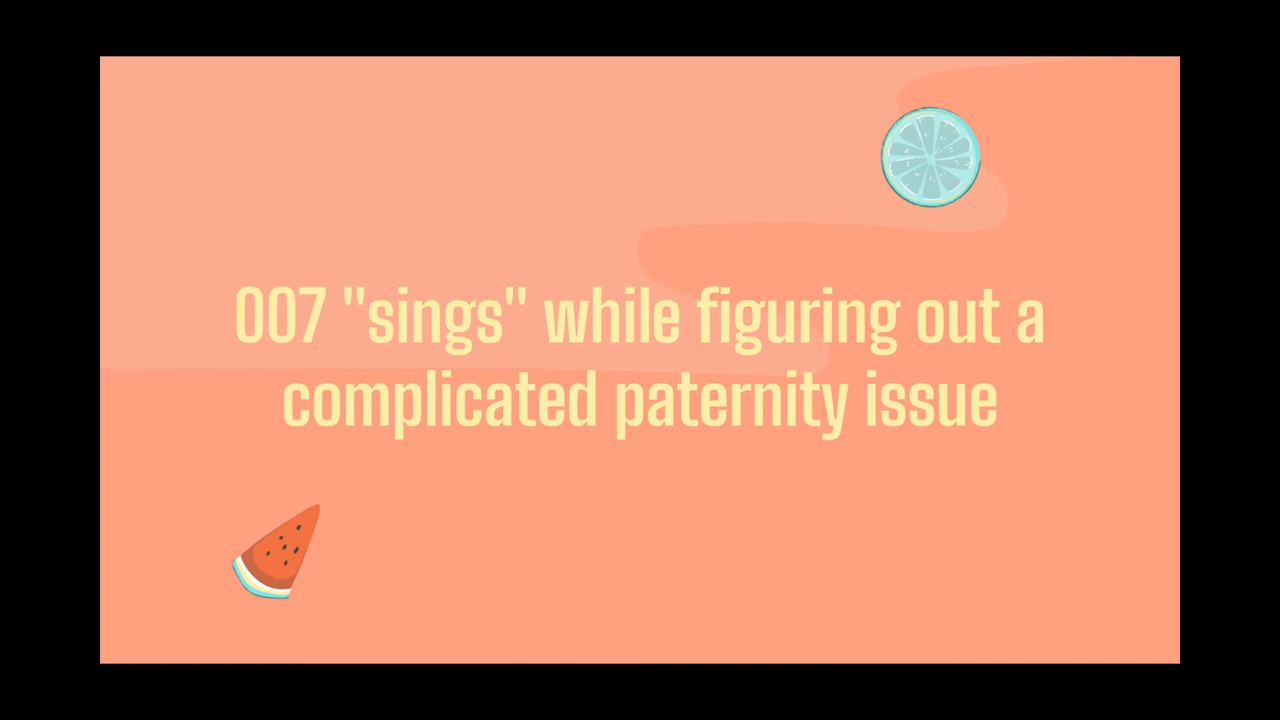 007 "sings" while figuring out a
complicated paternity issue